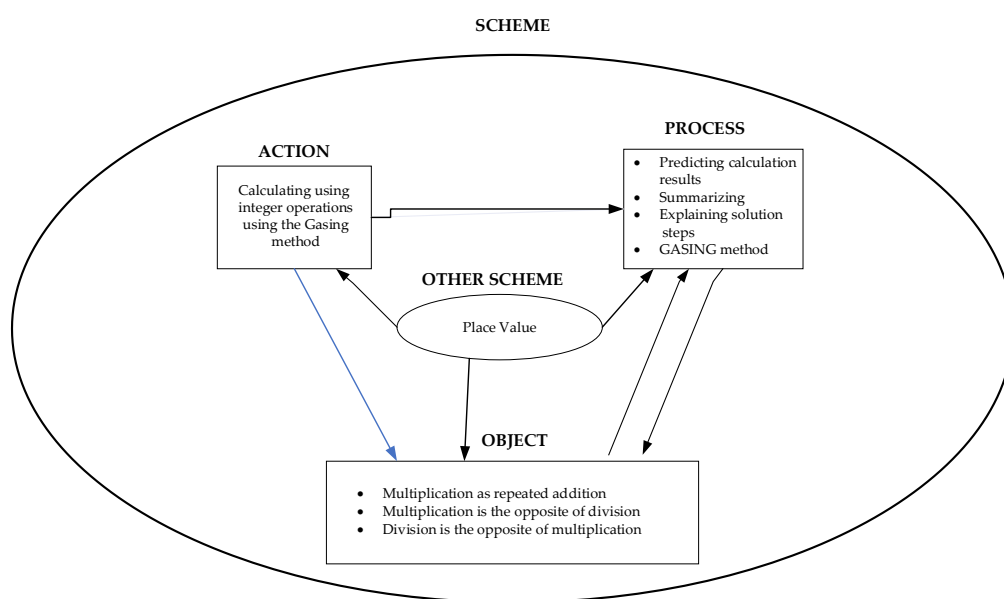 SCHEME
ACTION
Calculating using
integer operations
using the Gasing
method
PROCESS
• Predicting calculation
results
• Summarizing
• Explaining solution
steps
• GASING method
OTHER SCHEME
Place Value
OBJECT
• Multiplication as repeated addition
• Multiplication is the opposite of division
• Division is the opposite of multiplication